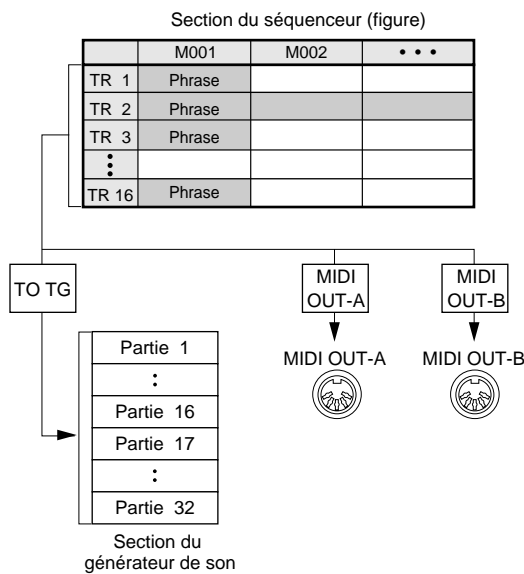 Section du séquenceur (figure)
M001 M002 • • •
TR 1 Phrase
TR 2 Phrase
TR 3 Phrase
⋮
TR 16 Phrase
TO TG
MIDI
OUT-A
MIDI
OUT-B
MIDI OUT-A
MIDI OUT-B
Partie 1
:
Partie 16
Partie 17
:
Partie 32
Section du
générateur de son